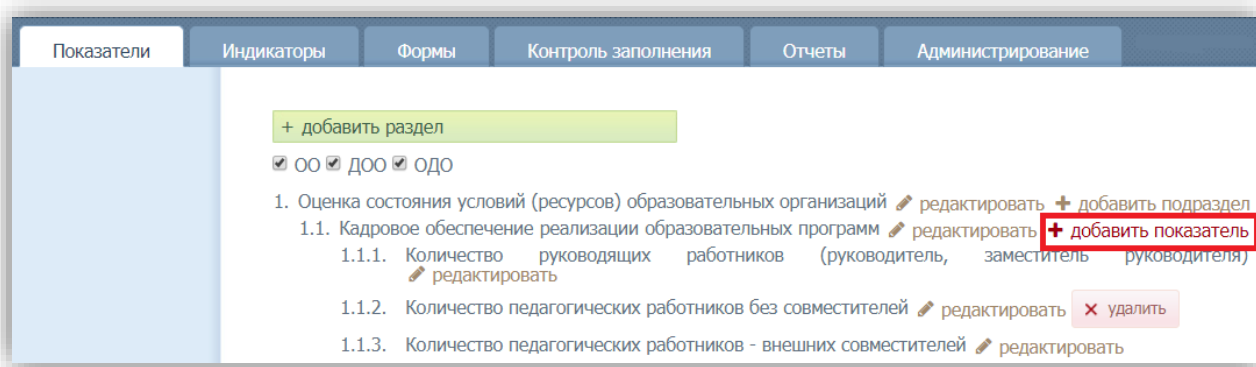 Показатели Индикаторы Формы Контроль заполнения Отчеты Администрирование
+ добавить раздел
ОО ДОО ОДО
1. Оценка состояния условий (ресурсов) образовательных организаций редактировать + добавить подраздел
1.1. Кадровое обеспечение реализации образовательных программ редактировать + добавить показатель
1.1.1. Количество руководящих работников (руководитель, заместитель руководителя)
редактировать
1.1.2. Количество педагогических работников без совместителей редактировать × удалить
1.1.3. Количество педагогических работников - внешних совместителей редактировать